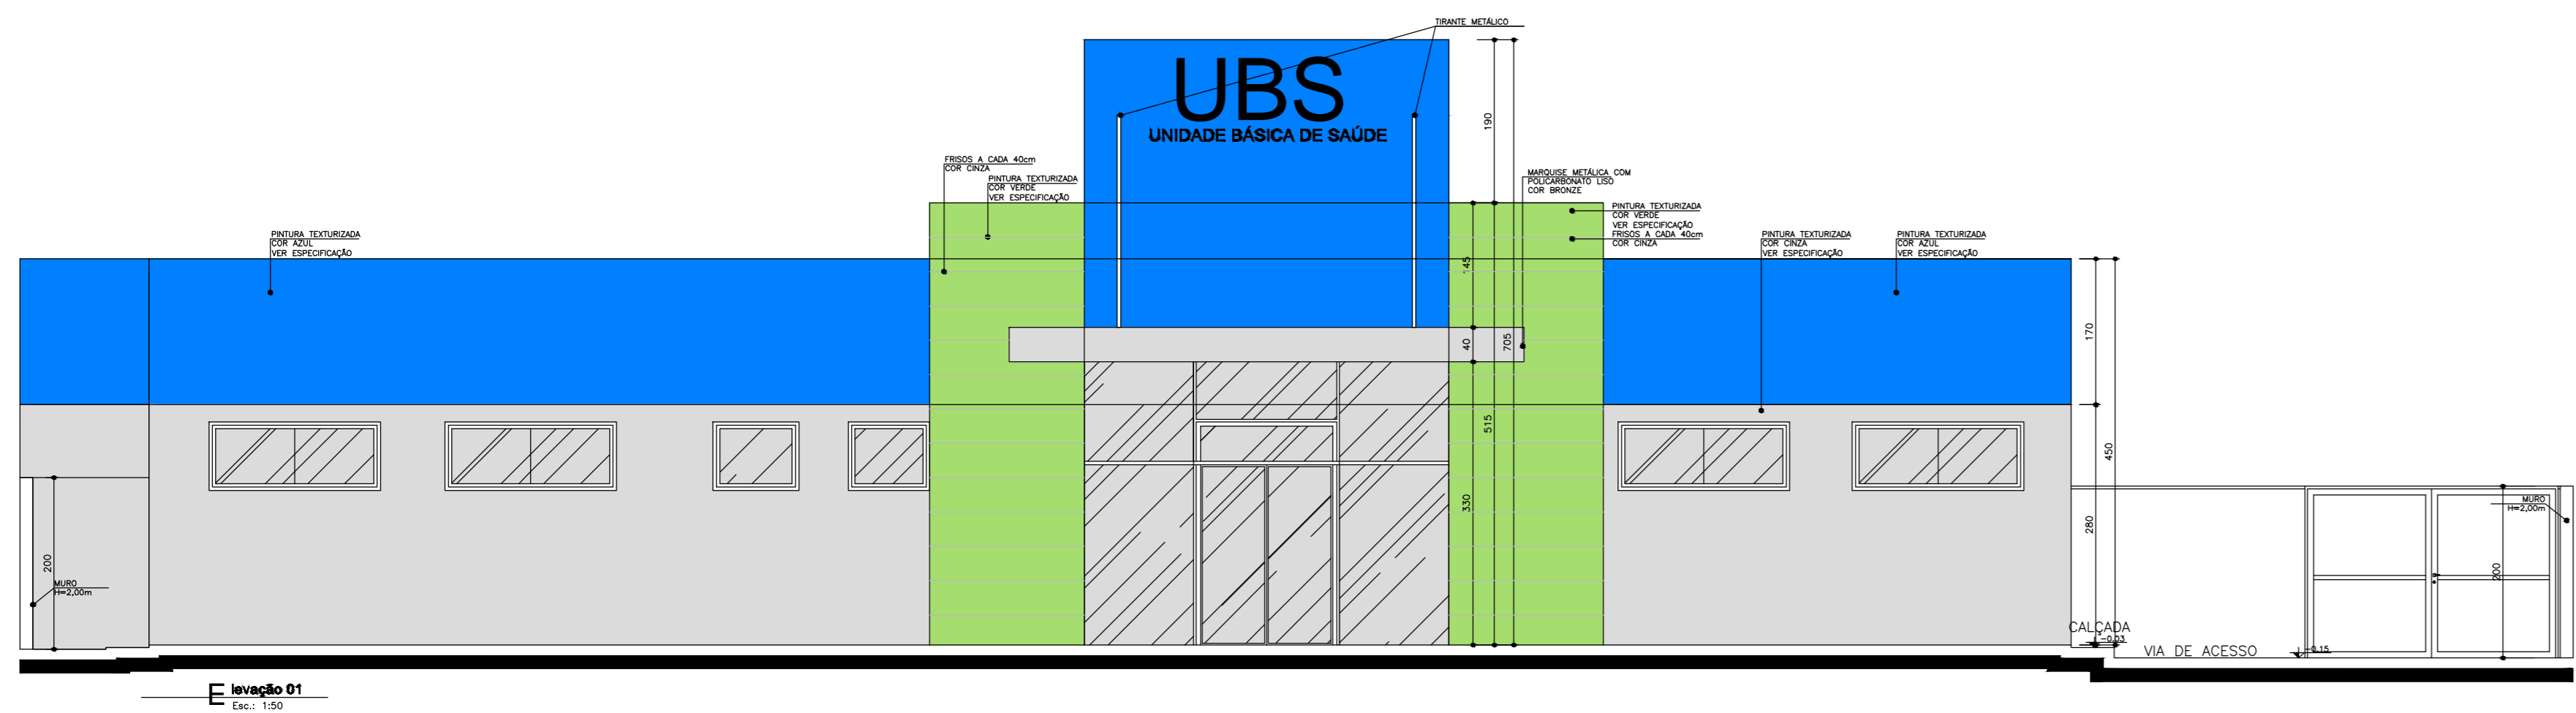 TIRANTE METÁLICO
UBS
UNIDADE BÁSICA DE SAÚDE
190
FRISOS A CADA 40cm
COR CINZA
PINTURA TEXTURIZADA
COR VERDE
VER ESPECIFICAÇÃO
MARQUISE METÁLICA COM
POLICARBONATO LISO
COR BRONZE
PINTURA TEXTURIZADA
COR VERDE
VER ESPECIFICAÇÃO
FRISOS A CADA 40cm
COR CINZA
PINTURA TEXTURIZADA
COR AZUL
VER ESPECIFICAÇÃO
PINTURA TEXTURIZADA
COR CINZA
VER ESPECIFICAÇÃO
PINTURA TEXTURIZADA
COR AZUL
VER ESPECIFICAÇÃO
145
40
705
170
515
450
330
280
200
MURO
H=2,00m
MURO
H=2,00m
200
CALÇADA
-0.03
VIA DE ACESSO
-0.15
Elevação 01
Esc.: 1:50